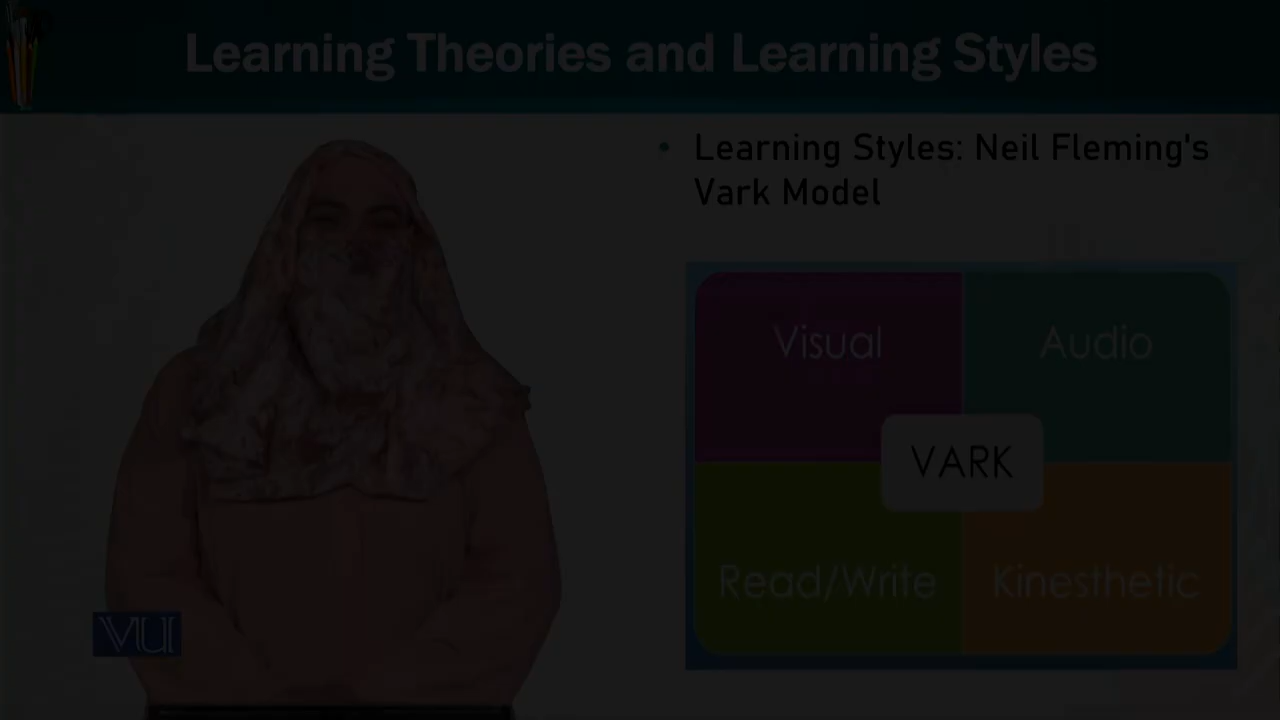 Learning Theories and Learning Styles
Learning Styles: Neil Fleming's
Vark Model
Visual
Audio
VARK
Read/Write
Kinesthetic
VU